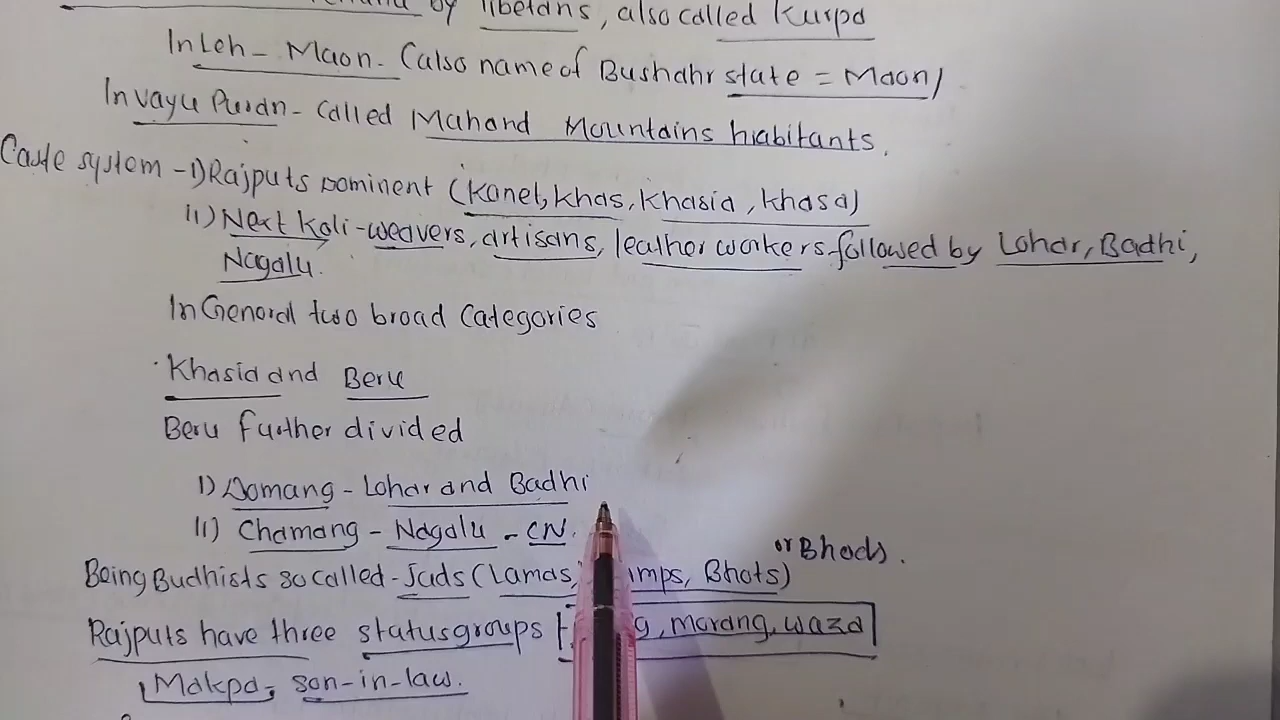 by Tibetans, also called Kurpa
In Leh - Maon. (also name of Bushahr state = Maon)
In vayu Puran - called Mahand Mountains habitants.
Caste system - I) Rajputs Dominent (Kanet, khas, Khasia, khasa)
II) Next Koli - weavers, artisans, leather workers followed by Lohar, Badhi,
Nagalu.
In General two broad Categories
Khasia and Beru
Beru further divided
I) Domang - Lohar and Badhi
II) Chamang - Nagalu - CN.
or Bhods.
Being Budhists so called - Jads (Lamas, Bhots)
Rajputs have three status groups , morang, waza
Makpa, son-in-law.